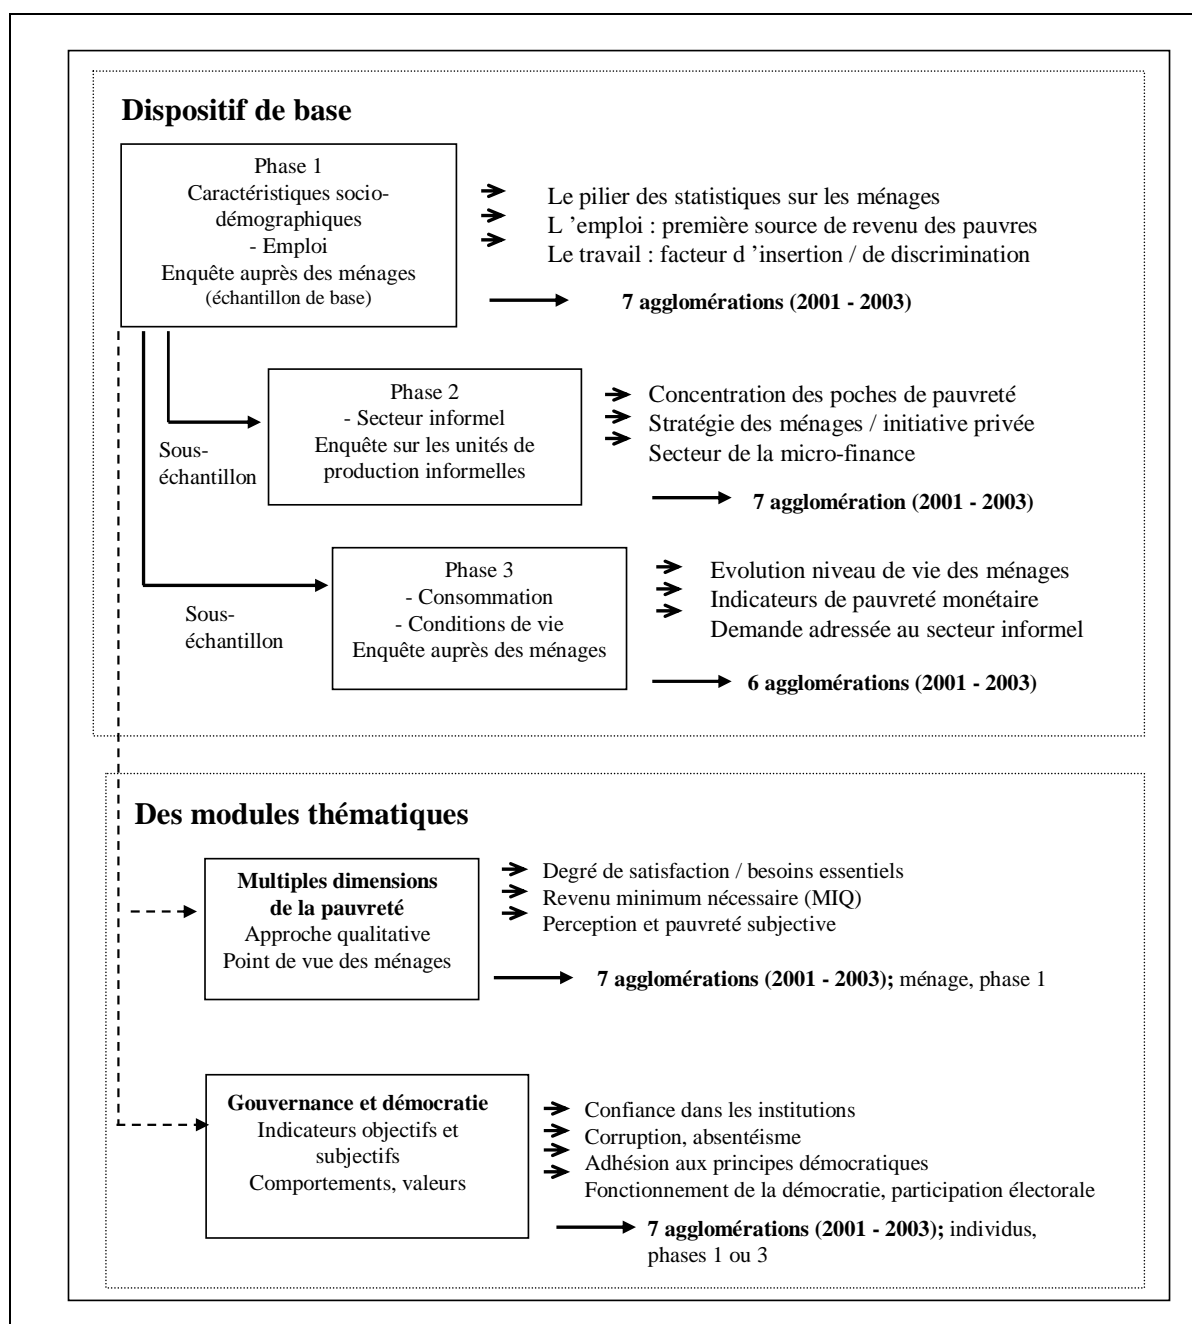 Dispositif de base
Phase 1
Caractéristiques socio-
démographiques
- Emploi
Enquête auprès des ménages
(échantillon de base)
Le pilier des statistiques sur les ménages
L 'emploi : première source de revenu des pauvres
Le travail : facteur d 'insertion / de discrimination
7 agglomérations (2001 - 2003)
Sous-
échantillon
Phase 2
- Secteur informel
Enquête sur les unités de
production informelles
Concentration des poches de pauvreté
Stratégie des ménages / initiative privée
Secteur de la micro-finance
7 agglomération (2001 - 2003)
Sous-
échantillon
Phase 3
- Consommation
- Conditions de vie
Enquête auprès des ménages
Evolution niveau de vie des ménages
Indicateurs de pauvreté monétaire
Demande adressée au secteur informel
6 agglomérations (2001 - 2003)
Des modules thématiques
Multiples dimensions
de la pauvreté
Approche qualitative
Point de vue des ménages
Degré de satisfaction / besoins essentiels
Revenu minimum nécessaire (MIQ)
Perception et pauvreté subjective
7 agglomérations (2001 - 2003); ménage, phase 1
Gouvernance et démocratie
Indicateurs objectifs et
subjectifs
Comportements, valeurs
Confiance dans les institutions
Corruption, absentéisme
Adhésion aux principes démocratiques
Fonctionnement de la démocratie, participation électorale
7 agglomérations (2001 - 2003); individus,
phases 1 ou 3